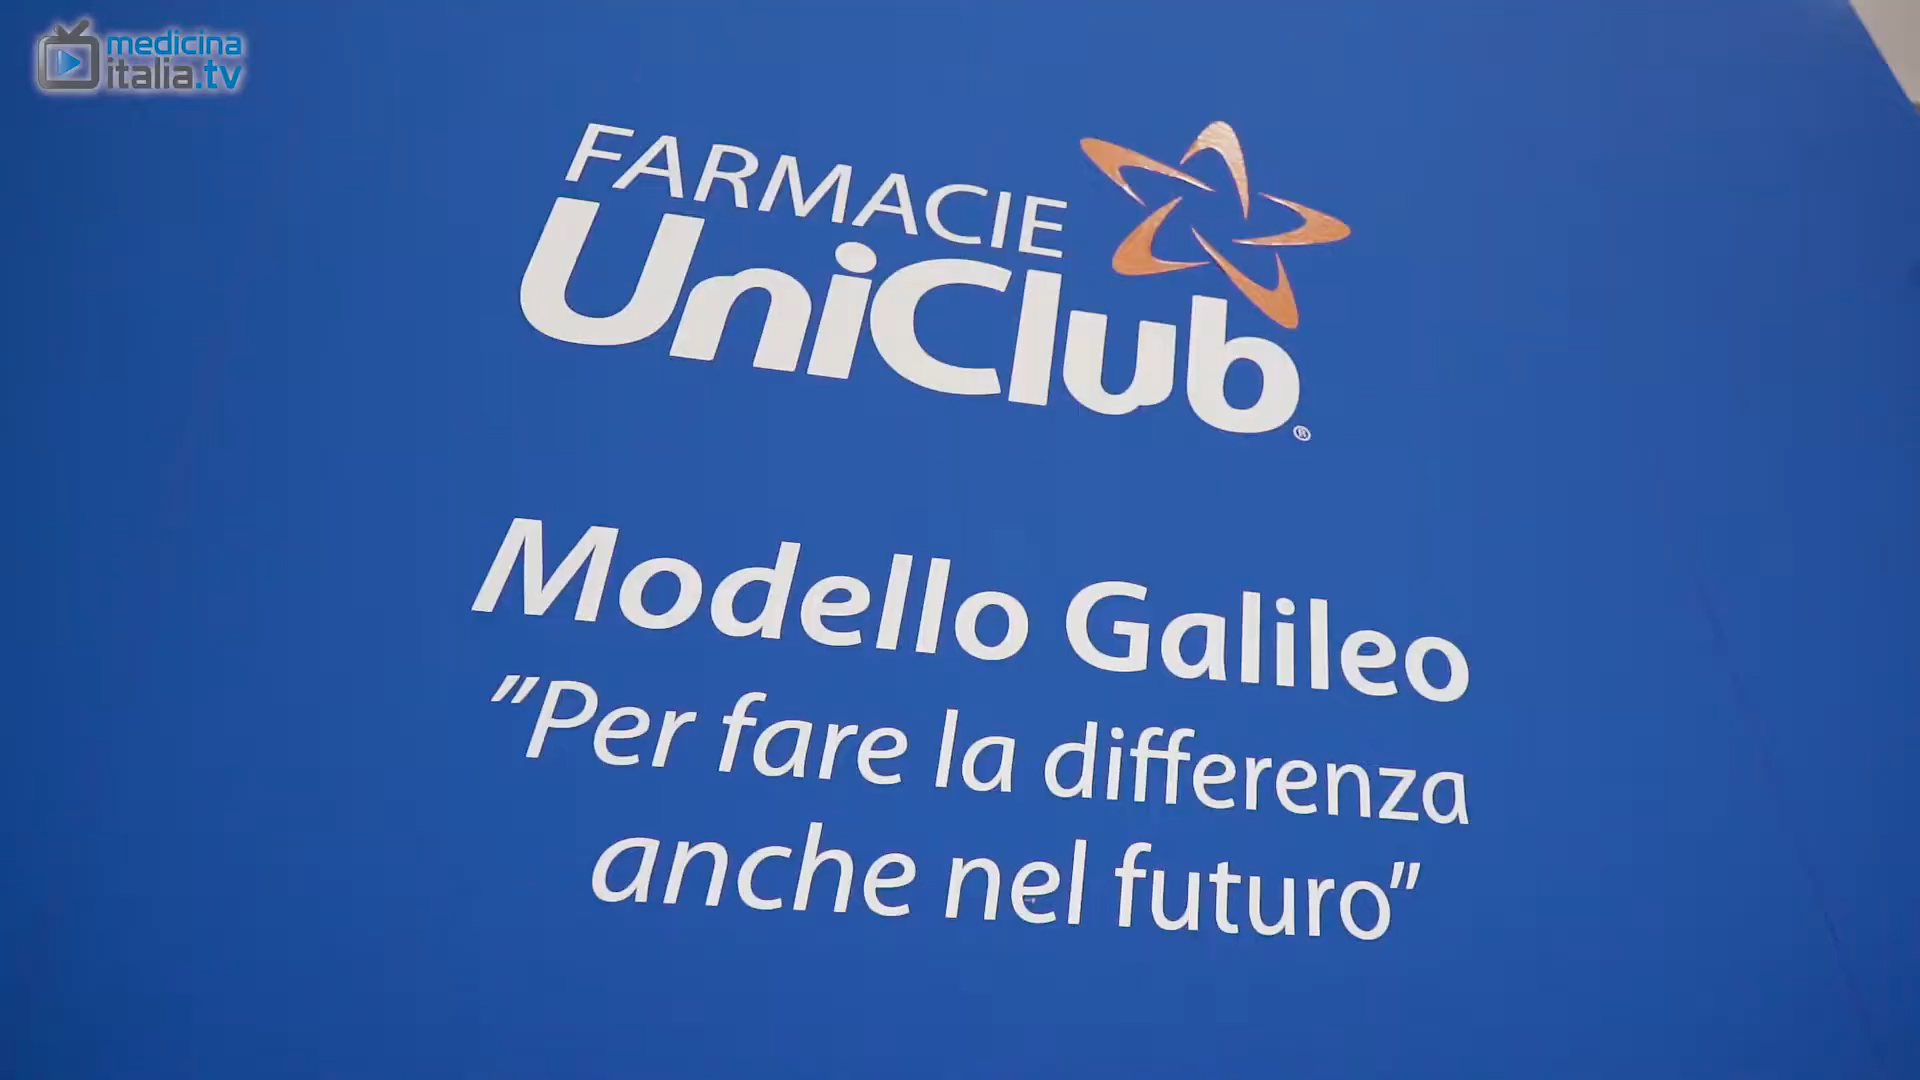 medicina
italia.tv
FARMACIE
UniClub®
Modello Galileo
"Per fare la differenza
anche nel futuro"